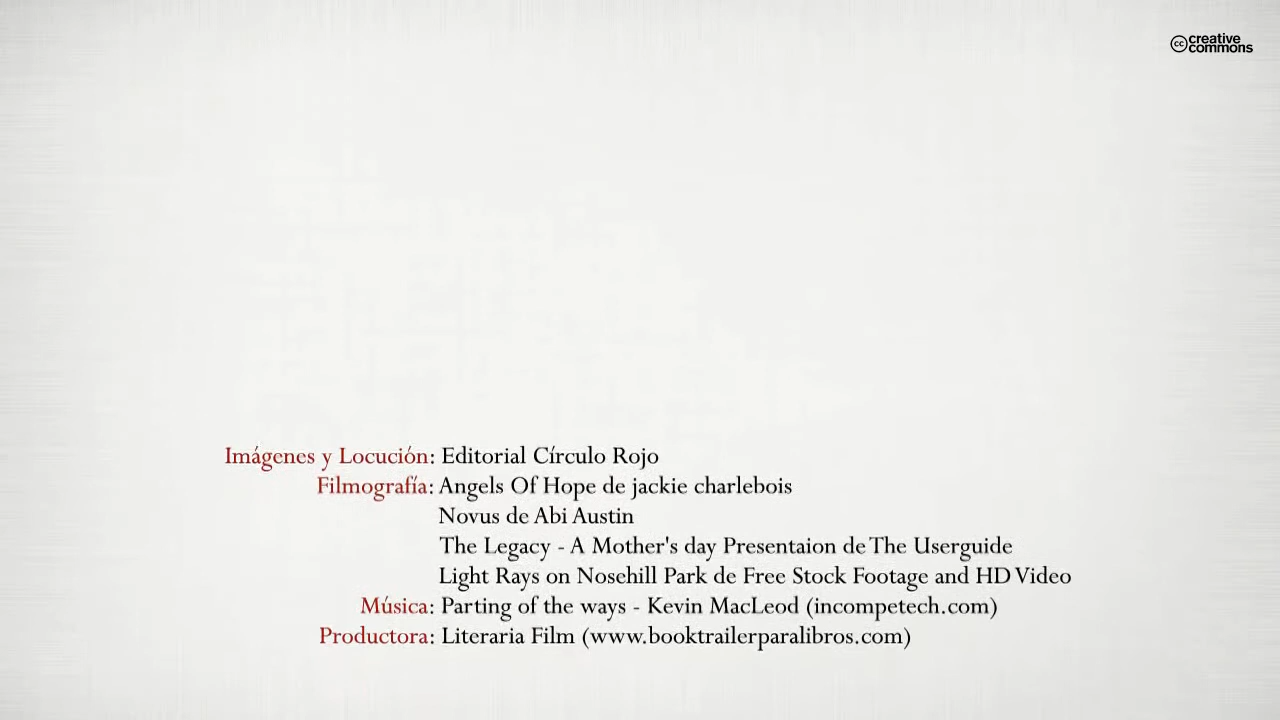 creative
commons
Imágenes y Locución: Editorial Círculo Rojo
Filmografía: Angels Of Hope de jackie charlebois
Novus de Abi Austin
The Legacy - A Mother's day Presentaion de The Userguide
Light Rays on Nosehill Park de Free Stock Footage and HD Video
Música: Parting of the ways - Kevin MacLeod (incompetech.com)
Productora: Literaria Film (www.booktrailerparalibros.com)